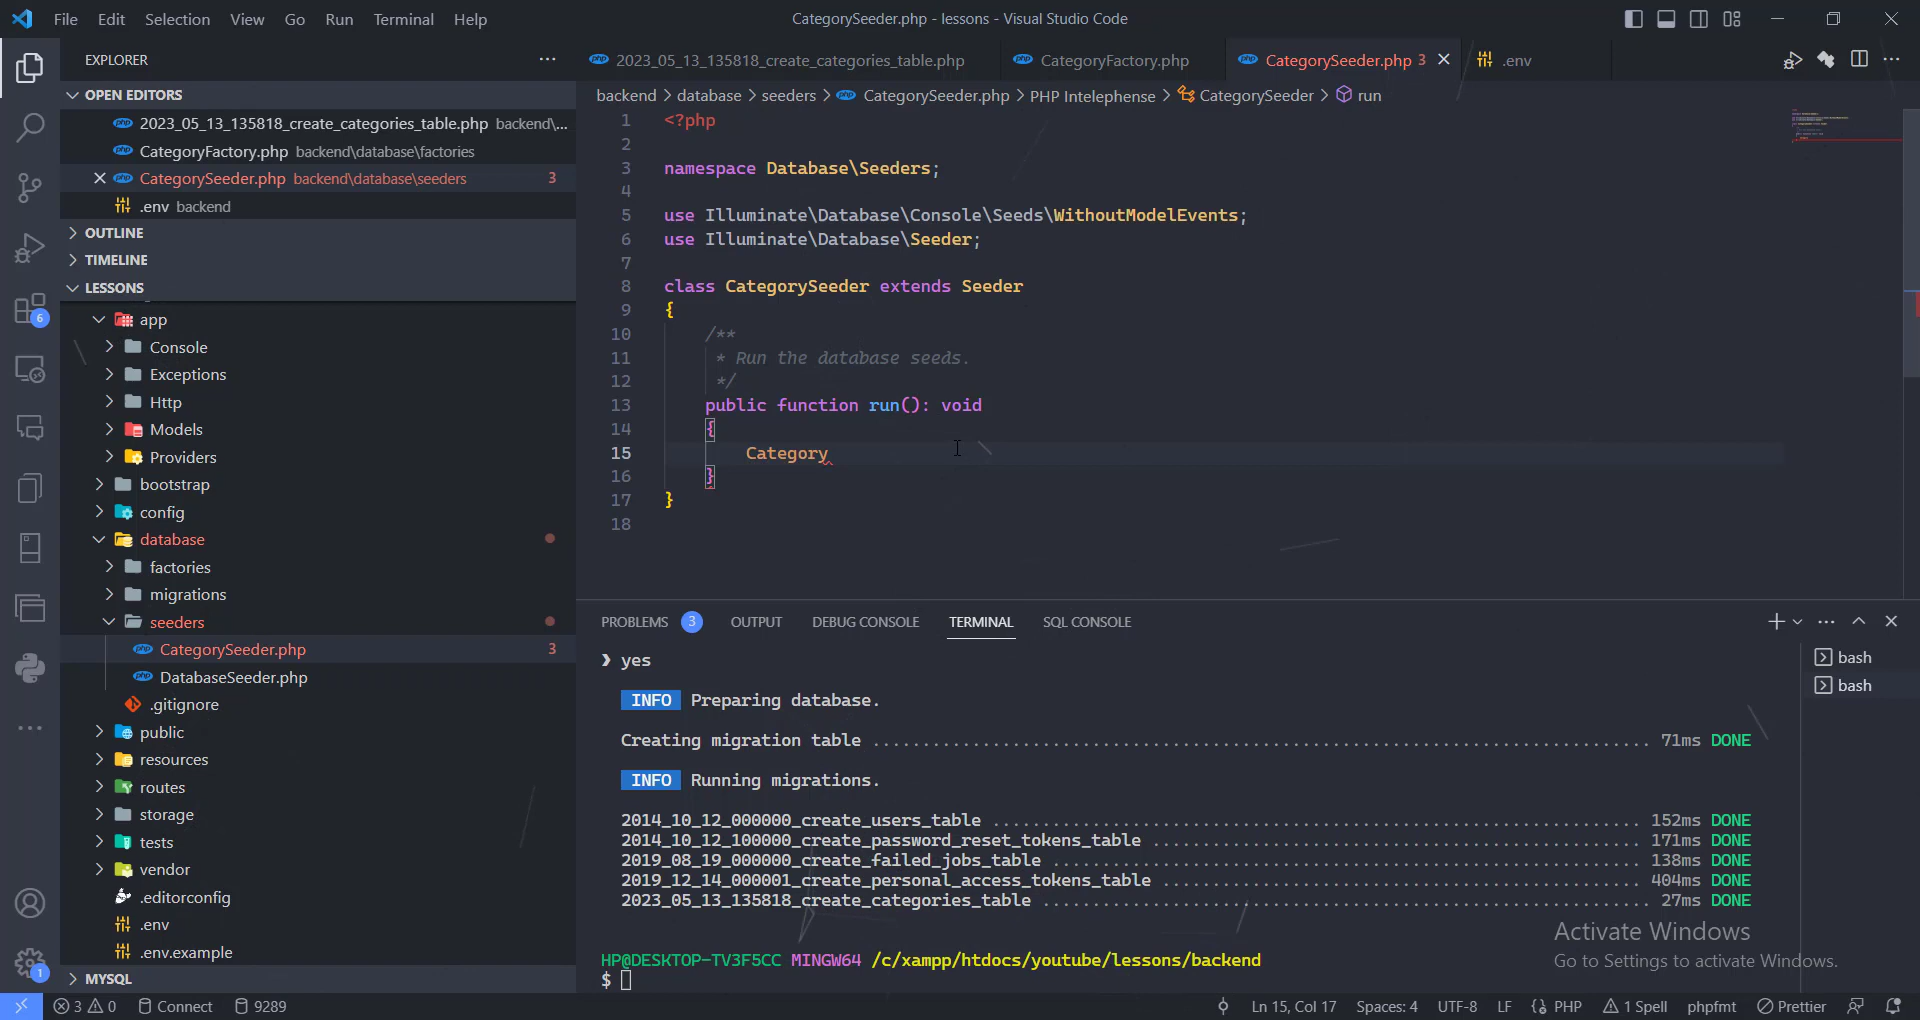 File Edit Selection View Go Run Terminal Help
CategorySeeder.php - lessons - Visual Studio Code
EXPLORER
OPEN EDITORS
2023_05_13_135818_create_categories_table.php backend\...
CategoryFactory.php backend\database\factories
CategorySeeder.php backend\database\seeders 3
.env backend
OUTLINE
TIMELINE
LESSONS
app
Console
Exceptions
Http
Models
Providers
bootstrap
config
database
factories
migrations
seeders
CategorySeeder.php 3
DatabaseSeeder.php
.gitignore
public
resources
routes
storage
tests
vendor
.editorconfig
.env
.env.example
MYSQL
6
1
2023_05_13_135818_create_categories_table.php
CategoryFactory.php
CategorySeeder.php 3
.env
backend > database > seeders > CategorySeeder.php > PHP Intelephense > CategorySeeder > run
1 <?php
2
3 namespace Database\Seeders;
4
5 use Illuminate\Database\Console\Seeds\WithoutModelEvents;
6 use Illuminate\Database\Seeder;
7
8 class CategorySeeder extends Seeder
9 {
10 /**
11 * Run the database seeds.
12 */
13 public function run(): void
14 {
15 Category
16 }
17 }
18
PROBLEMS 3 OUTPUT DEBUG CONSOLE TERMINAL SQL CONSOLE
❯ yes
INFO Preparing database.
Creating migration table ........ 71ms DONE
INFO Running migrations.
2014_10_12_000000_create_users_table ........ 152ms DONE
2014_10_12_100000_create_password_reset_tokens_table ........ 171ms DONE
2019_08_19_000000_create_failed_jobs_table ........ 138ms DONE
2019_12_14_000001_create_personal_access_tokens_table ........ 404ms DONE
2023_05_13_135818_create_categories_table ........ 27ms DONE
HP@DESKTOP-TV3F5CC MINGW64 /c/xampp/htdocs/youtube/lessons/backend
$
bash
bash
Activate Windows
Go to Settings to activate Windows.
3 0 Connect 9289
Ln 15, Col 17 Spaces: 4 UTF-8 LF PHP 1 Spell phpfmt Prettier